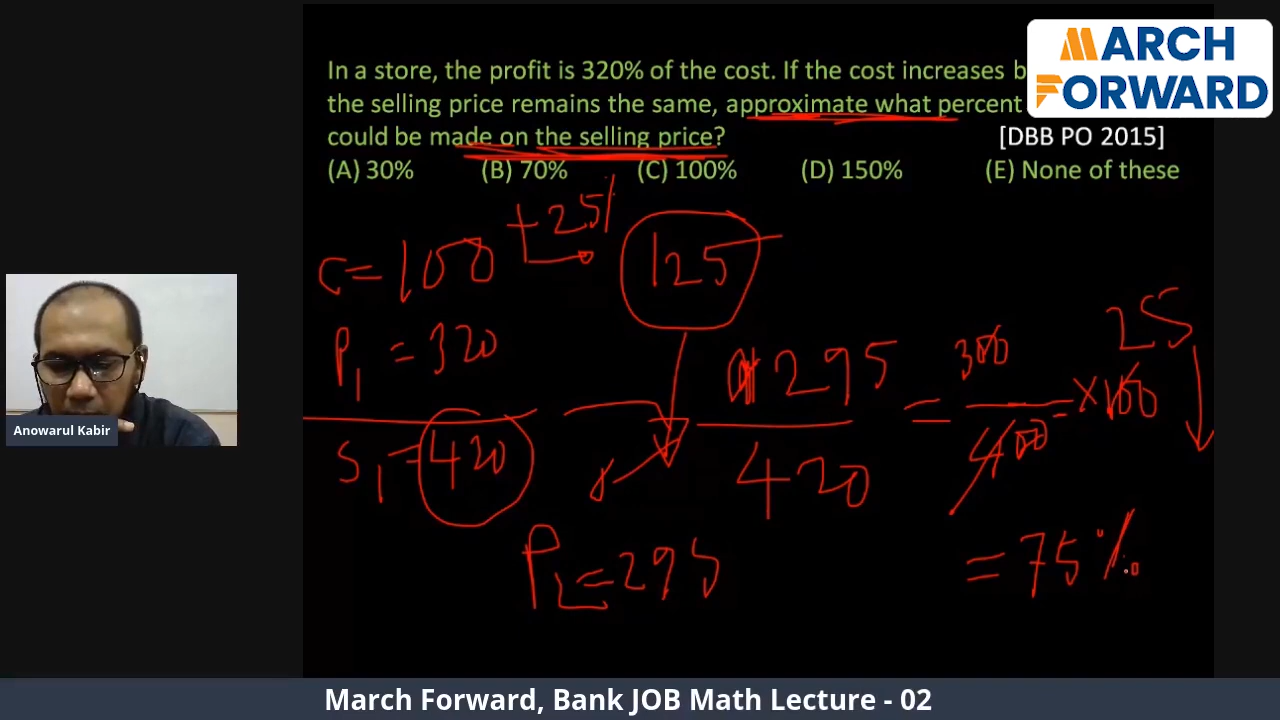 MARCH
FORWARD
In a store, the profit is 320% of the cost. If the cost increases b
the selling price remains the same, approximate what percent
could be made on the selling price?
[DBB PO 2015]
(A) 30% (B) 70% (C) 100% (D) 150% (E) None of these
C = 100 +25% 125
P1 = 320
S1 = 420
295/420 = 300/400 × 100
25
P2 = 295
= 75%
Anowarul Kabir
March Forward, Bank JOB Math Lecture - 02